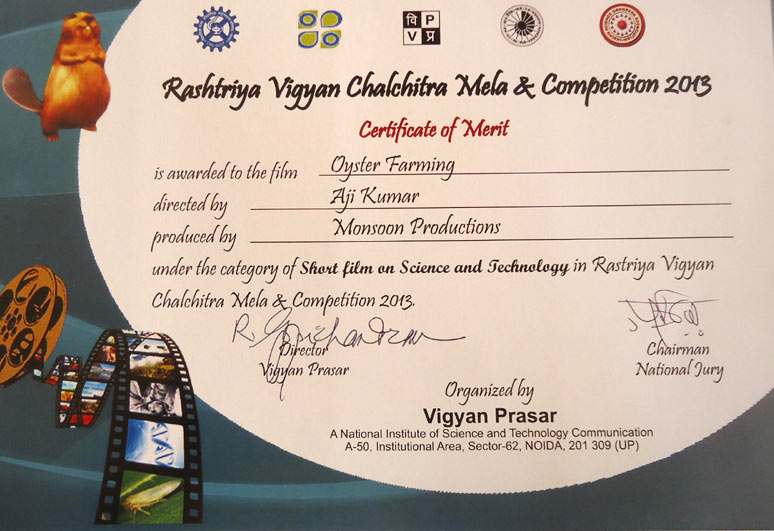 वि P
V प्र
Rashtriya Vigyan Chalchitra Mela & Competition 2013
Certificate of Merit
is awarded to the film Oyster Farming
directed by Aji Kumar
produced by Monsoon Productions
under the category of Short film on Science and Technology in Rastriya Vigyan
Chalchitra Mela & Competition 2013.
R. Gopichandran
Director
Vigyan Prasar
Chairman
National Jury
Organized by
Vigyan Prasar
A National Institute of Science and Technology Communication
A-50, Institutional Area, Sector-62, NOIDA, 201 309 (UP)